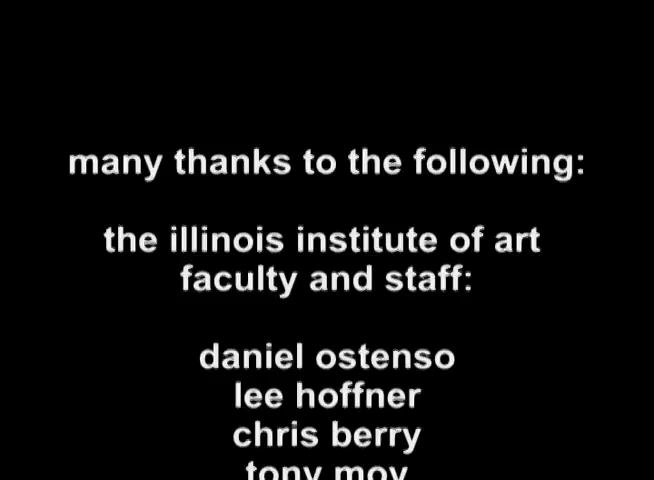 many thanks to the following:
the illinois institute of art
faculty and staff:
daniel ostenso
lee hoffner
chris berry
tony moy